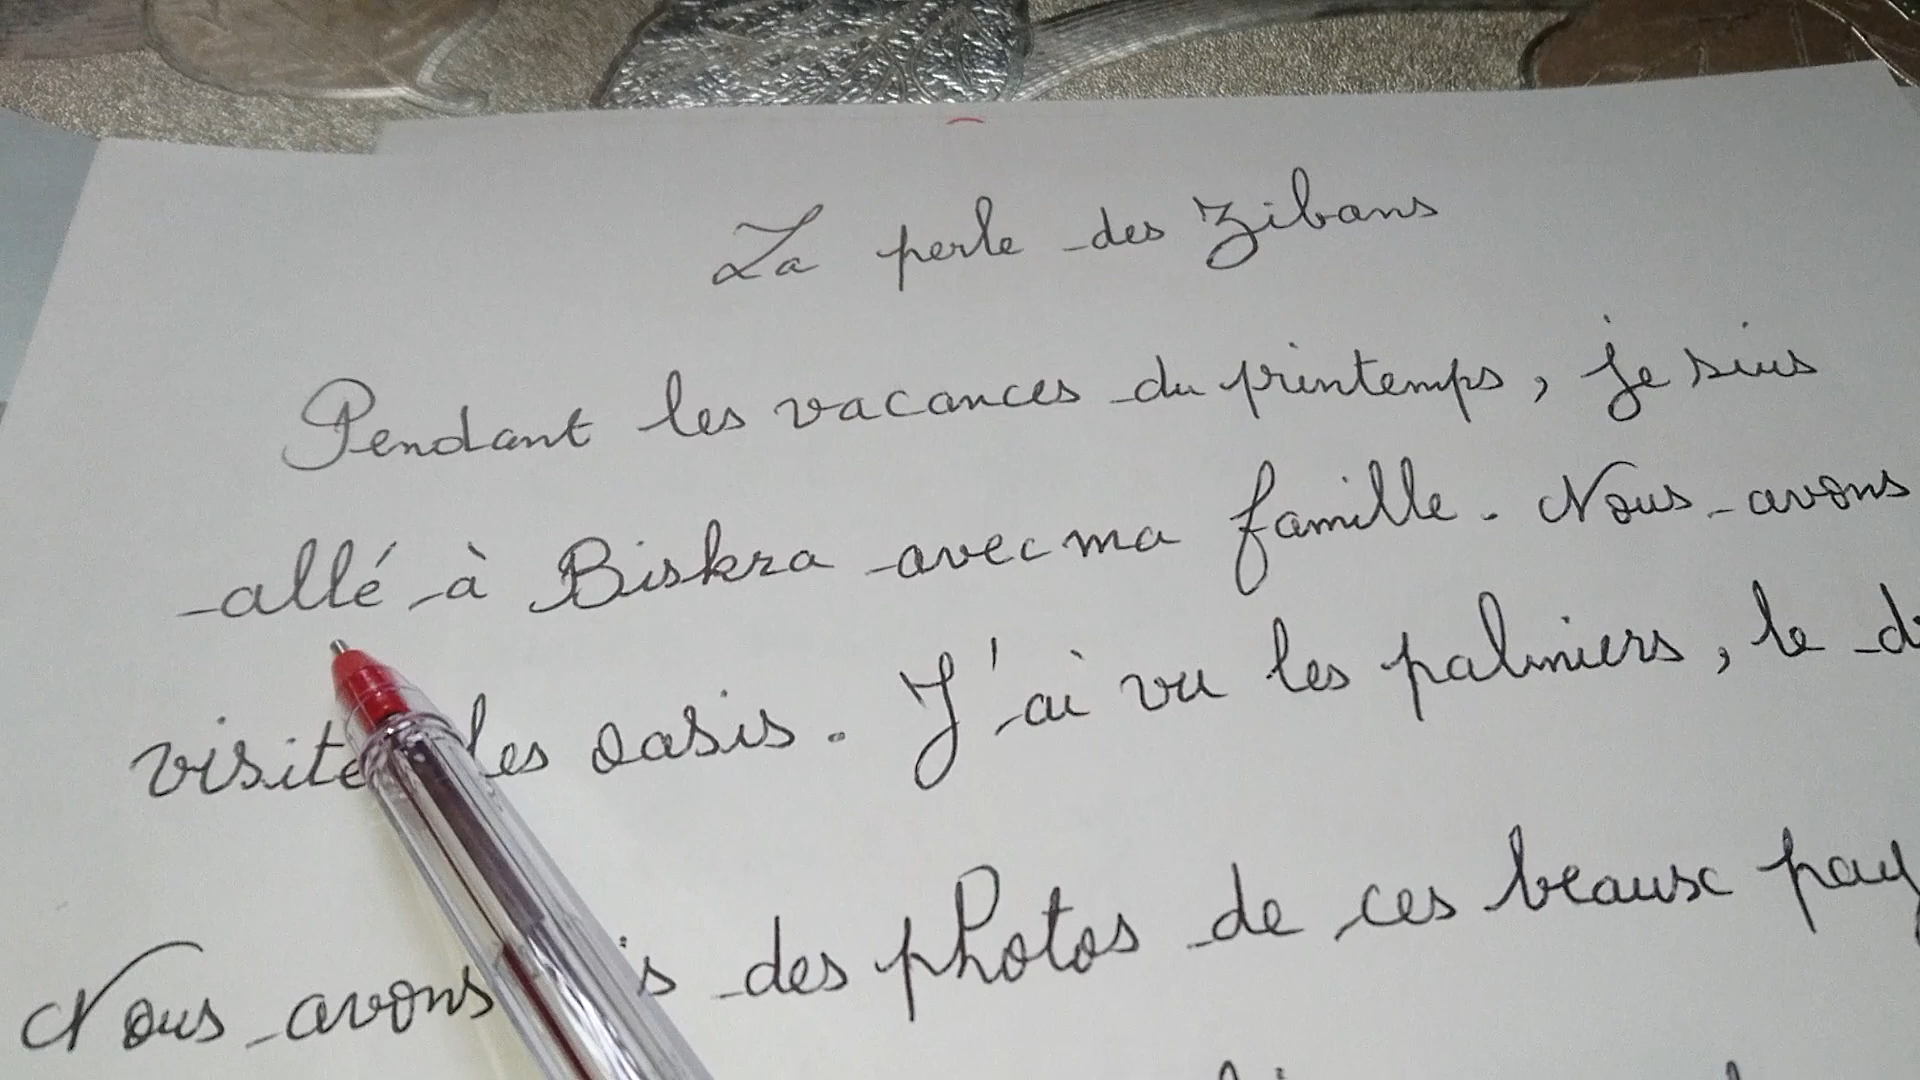 La perle des Zibans
Pendant les vacances du printemps, je suis
allé à Biskra avec ma famille. Nous avons
visité les oasis. J'ai vu les palmiers, le
Nous avons des photos de ces beaux